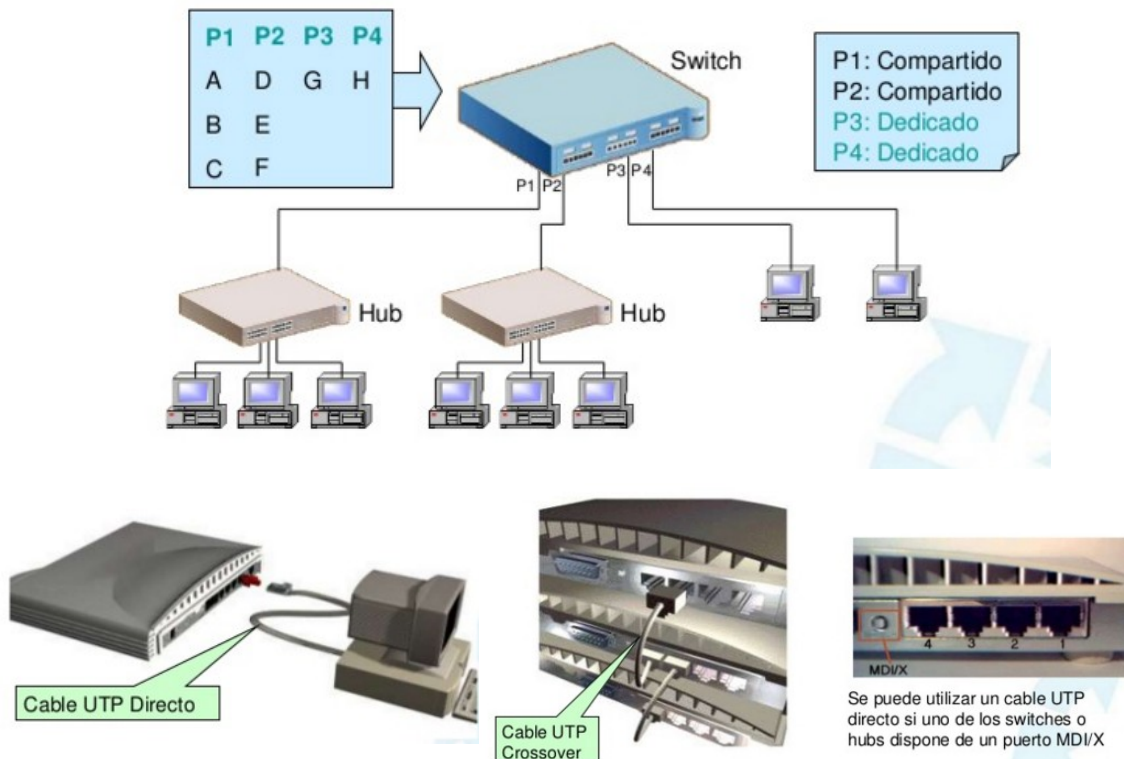 P1 P2 P3 P4
A D G H
B E
C F
Switch
P1: Compartido
P2: Compartido
P3: Dedicado
P4: Dedicado
P1 P2 P3 P4
Hub
Hub
Cable UTP Directo
Cable UTP
Crossover
4 3 2 1
MDI/X
Se puede utilizar un cable UTP
directo si uno de los switches o
hubs dispone de un puerto MDI/X